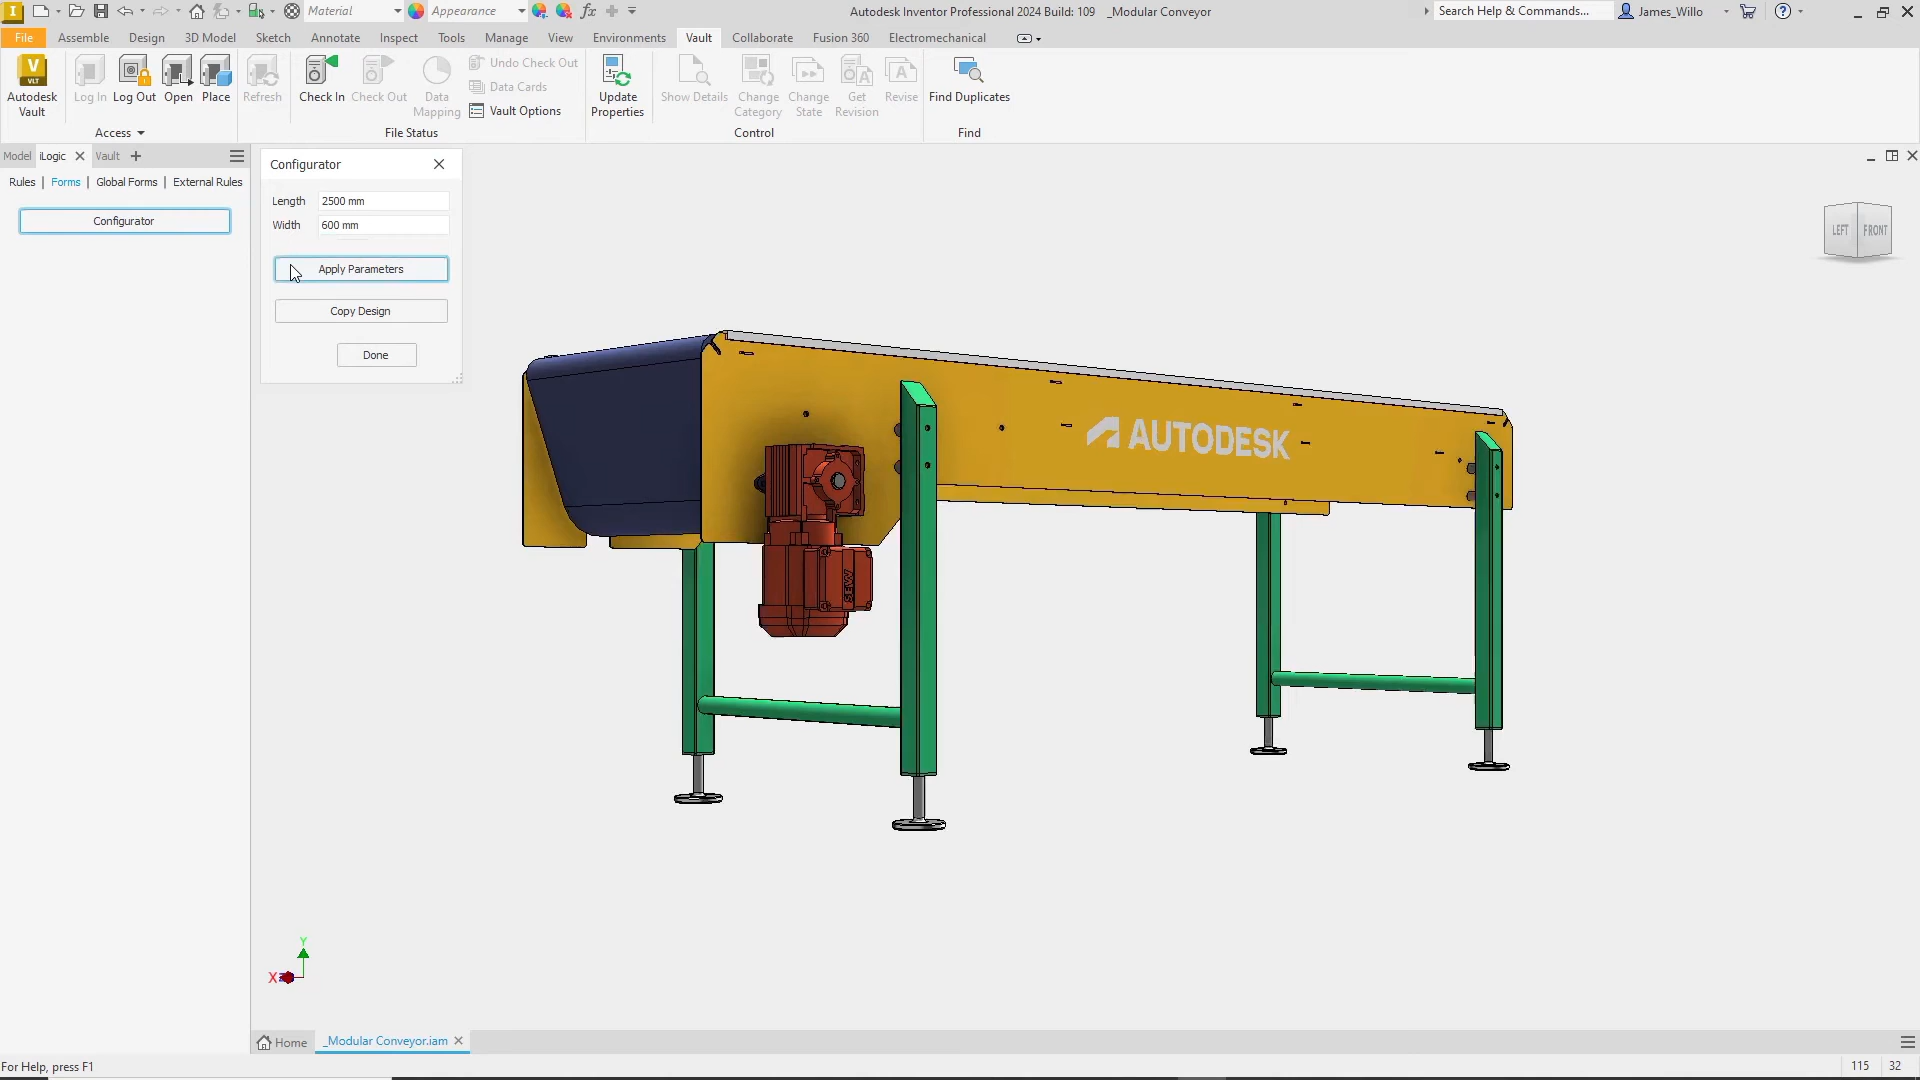 Material
Appearance
Autodesk Inventor Professional 2024 Build: 109 _Modular Conveyor
Search Help & Commands...
James_Willo
File Assemble Design 3D Model Sketch Annotate Inspect Tools Manage View Environments Vault Collaborate Fusion 360 Electromechanical
Autodesk Vault
Log In
Log Out
Open
Place
Refresh
Check In
Check Out
Data Mapping
Undo Check Out
Data Cards
Vault Options
Update Properties
Show Details
Change Category
Change State
Get Revision
Revise
Find Duplicates
Access
File Status
Control
Find
Model iLogic Vault
Rules | Forms | Global Forms | External Rules
Configurator
Configurator
Length 2500 mm
Width 600 mm
Apply Parameters
Copy Design
Done
LEFT FRONT
AUTODESK
SEW
Y
X
Home _Modular Conveyor.iam
For Help, press F1
115 32